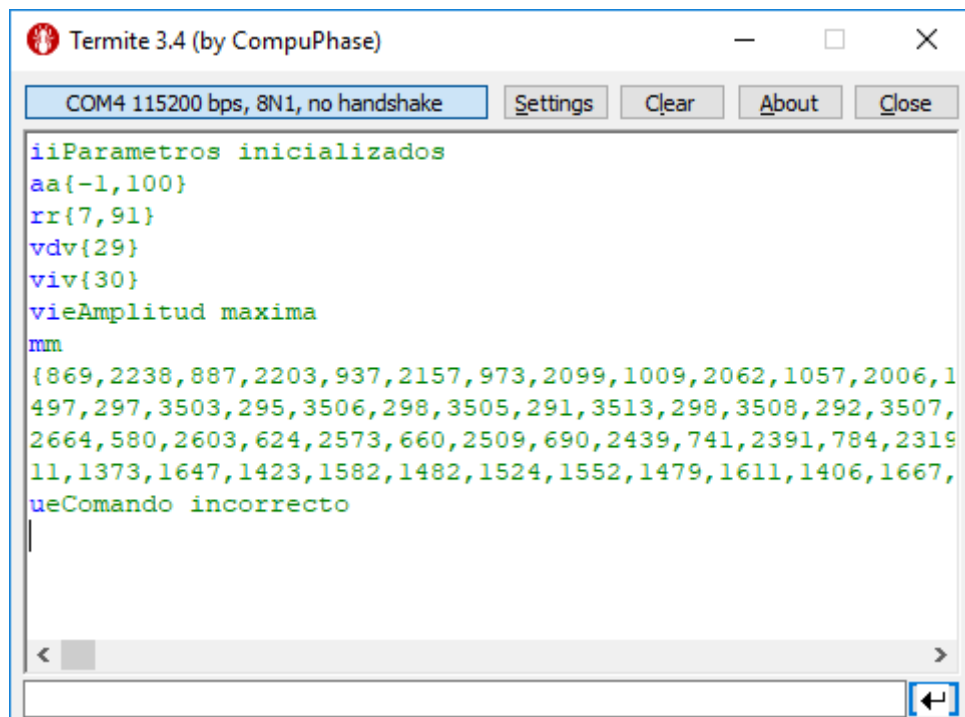 Termite 3.4 (by CompuPhase)
COM4 115200 bps, 8N1, no handshake Settings Clear About Close
iiParametros inicializados
aa{-1,100}
rr{7,91}
vdv{29}
viv{30}
vieAmplitud maxima
mm
{869,2238,887,2203,937,2157,973,2099,1009,2062,1057,2006,1
497,297,3503,295,3506,298,3505,291,3513,298,3508,292,3507,
2664,580,2603,624,2573,660,2509,690,2439,741,2391,784,2319
11,1373,1647,1423,1582,1482,1524,1552,1479,1611,1406,1667,
ueComando incorrecto